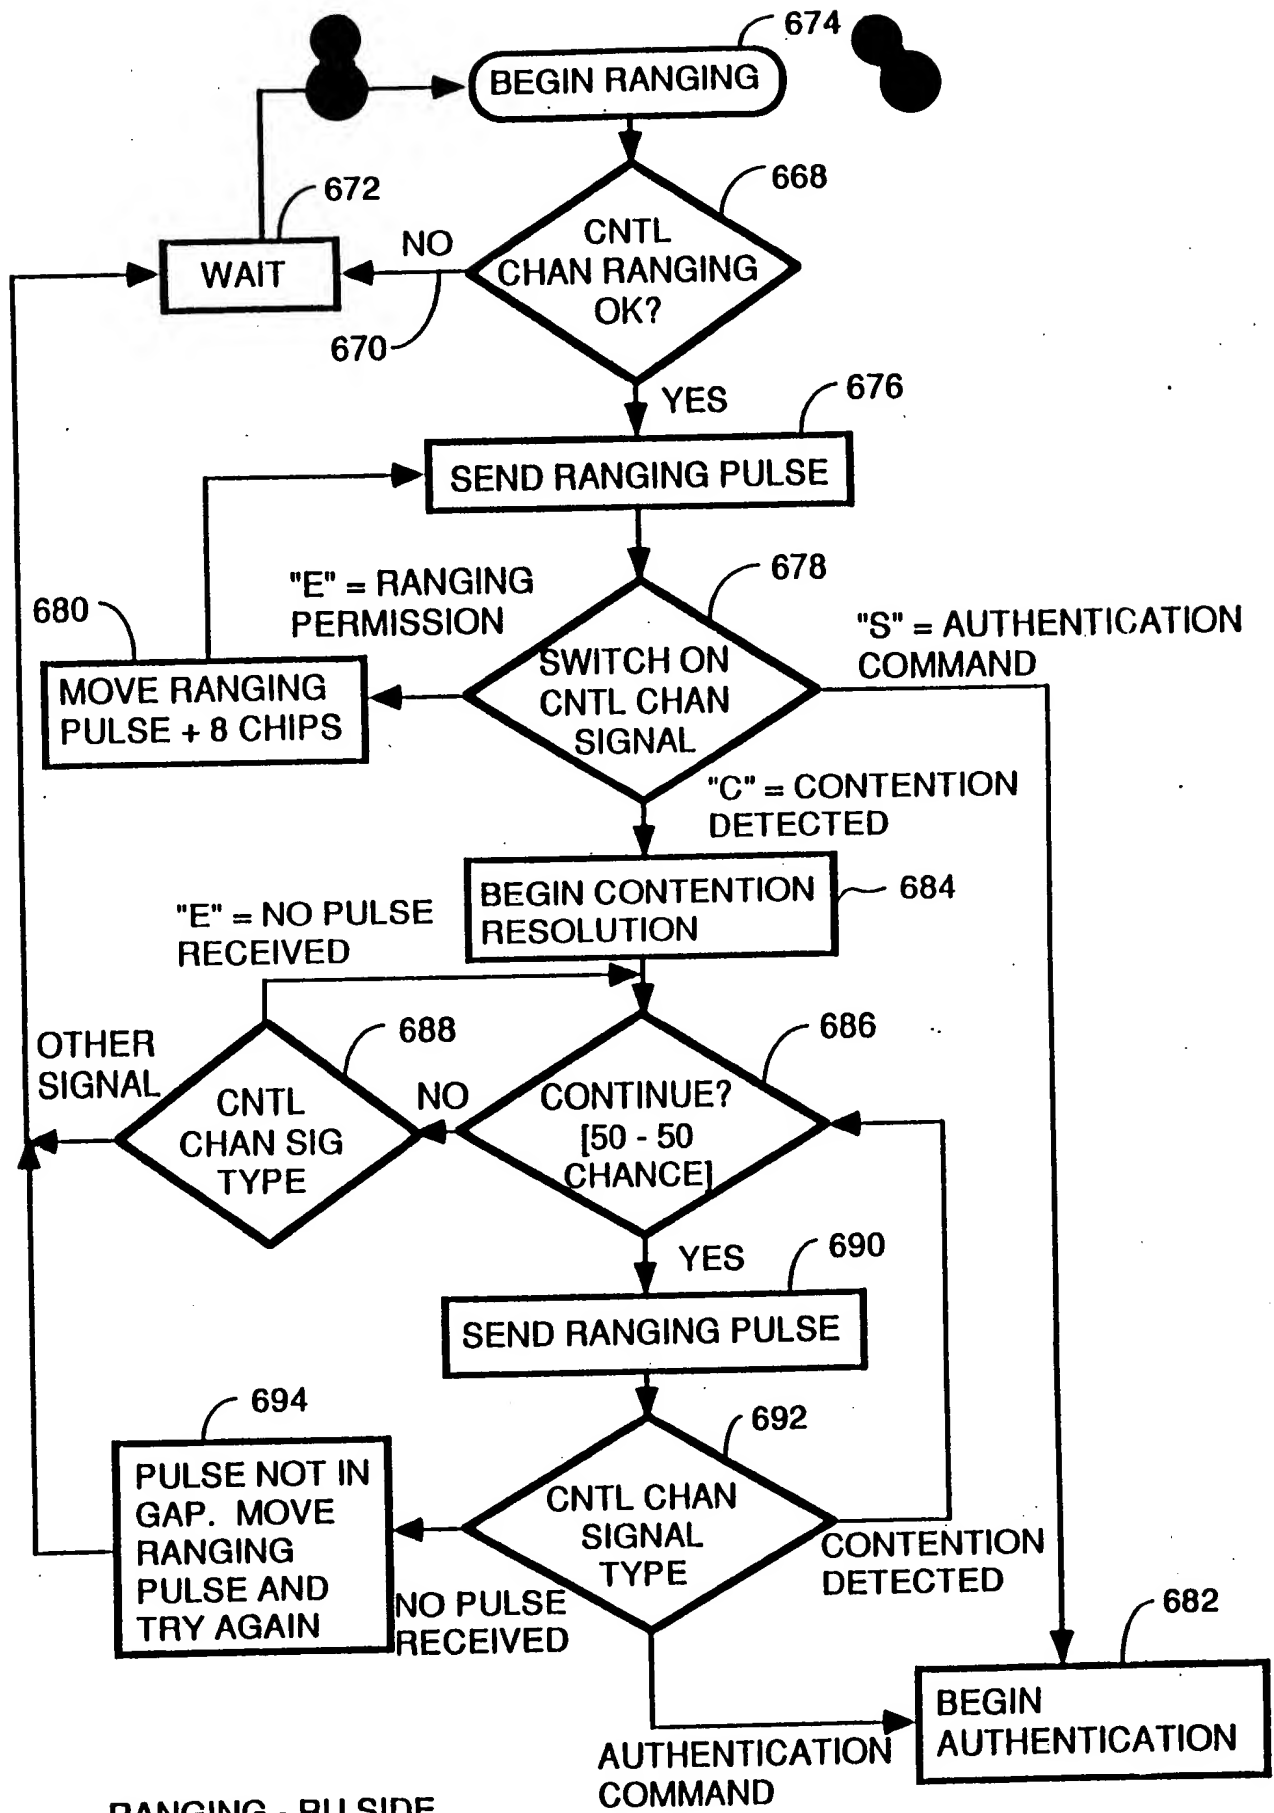 674
BEGIN RANGING
668
672
NO
CNTL
CHAN RANGING
OK?
WAIT
670
YES
676
SEND RANGING PULSE
678
"E" = RANGING
PERMISSION
680
"S" = AUTHENTICATION
COMMAND
SWITCH ON
CNTL CHAN
SIGNAL
MOVE RANGING
PULSE + 8 CHIPS
"C" = CONTENTION
DETECTED
BEGIN CONTENTION
RESOLUTION
684
"E" = NO PULSE
RECEIVED
688
686
OTHER
SIGNAL
CNTL
CHAN SIG
TYPE
NO
CONTINUE?
[50 - 50
CHANCE]
YES
690
SEND RANGING PULSE
694
692
PULSE NOT IN
GAP. MOVE
RANGING
PULSE AND
TRY AGAIN
CNTL CHAN
SIGNAL
TYPE
CONTENTION
DETECTED
NO PULSE
RECEIVED
682
BEGIN
AUTHENTICATION
AUTHENTICATION
COMMAND
RANGING - RU SIDE